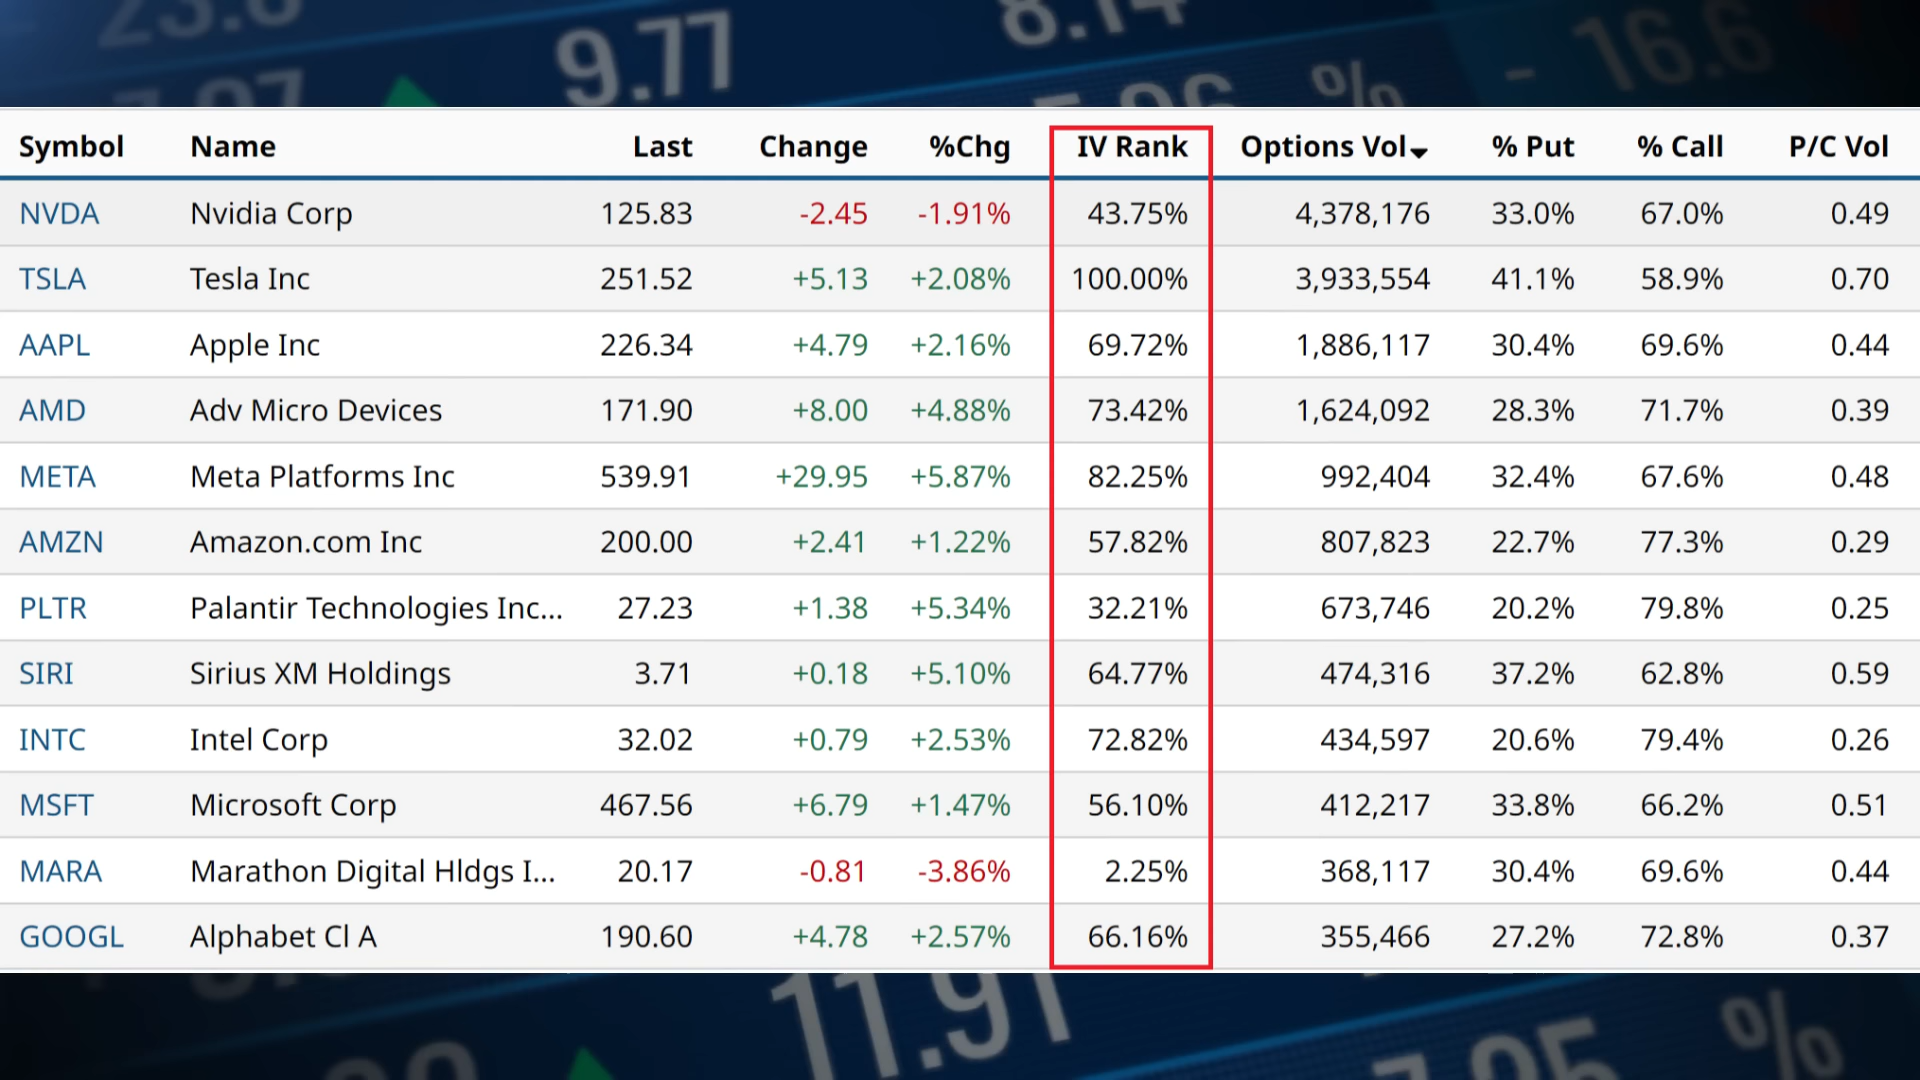 9.77
%
- 16.6
Symbol Name Last Change %Chg IV Rank Options Vol % Put % Call P/C Vol
NVDA Nvidia Corp 125.83 -2.45 -1.91% 43.75% 4,378,176 33.0% 67.0% 0.49
TSLA Tesla Inc 251.52 +5.13 +2.08% 100.00% 3,933,554 41.1% 58.9% 0.70
AAPL Apple Inc 226.34 +4.79 +2.16% 69.72% 1,886,117 30.4% 69.6% 0.44
AMD Adv Micro Devices 171.90 +8.00 +4.88% 73.42% 1,624,092 28.3% 71.7% 0.39
META Meta Platforms Inc 539.91 +29.95 +5.87% 82.25% 992,404 32.4% 67.6% 0.48
AMZN Amazon.com Inc 200.00 +2.41 +1.22% 57.82% 807,823 22.7% 77.3% 0.29
PLTR Palantir Technologies Inc... 27.23 +1.38 +5.34% 32.21% 673,746 20.2% 79.8% 0.25
SIRI Sirius XM Holdings 3.71 +0.18 +5.10% 64.77% 474,316 37.2% 62.8% 0.59
INTC Intel Corp 32.02 +0.79 +2.53% 72.82% 434,597 20.6% 79.4% 0.26
MSFT Microsoft Corp 467.56 +6.79 +1.47% 56.10% 412,217 33.8% 66.2% 0.51
MARA Marathon Digital Hldgs I... 20.17 -0.81 -3.86% 2.25% 368,117 30.4% 69.6% 0.44
GOOGL Alphabet Cl A 190.60 +4.78 +2.57% 66.16% 355,466 27.2% 72.8% 0.37
11.91
%